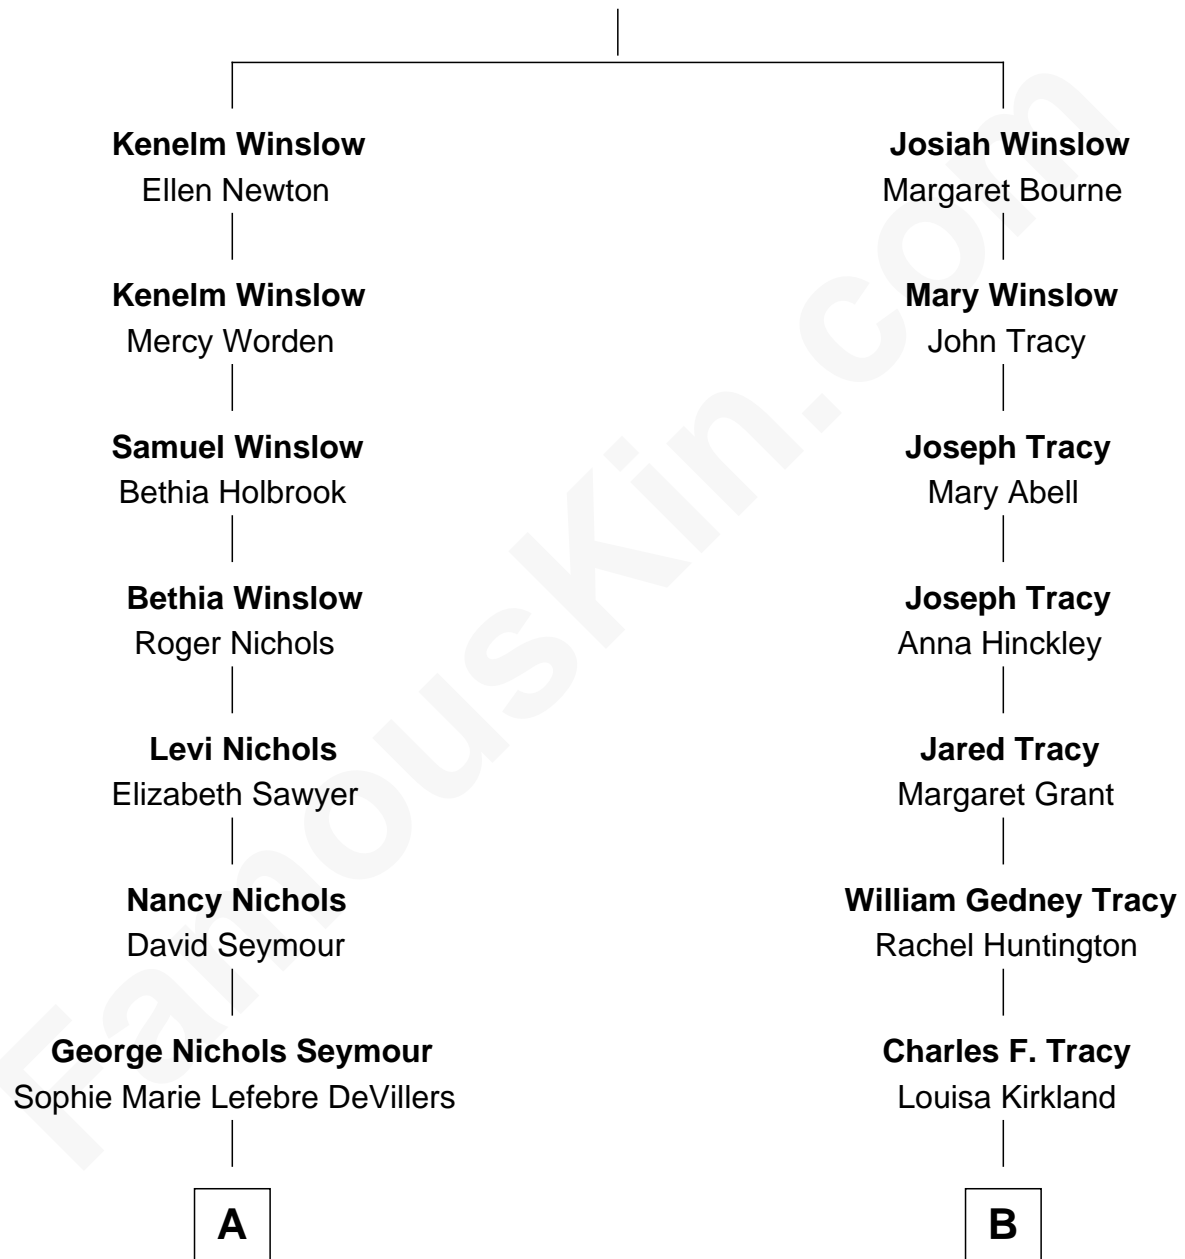 Kenelm Winslow
Ellen Newton
Kenelm Winslow
Mercy Worden
Samuel Winslow
Bethia Holbrook
Bethia Winslow
Roger Nichols
Levi Nichols
Elizabeth Sawyer
Nancy Nichols
David Seymour
George Nichols Seymour
Sophie Marie Lefebre DeVillers
A
Josiah Winslow
Margaret Bourne
Mary Winslow
John Tracy
Joseph Tracy
Mary Abell
Joseph Tracy
Anna Hinckley
Jared Tracy
Margaret Grant
William Gedney Tracy
Rachel Huntington
Charles F. Tracy
Louisa Kirkland
B
FamousKin.com